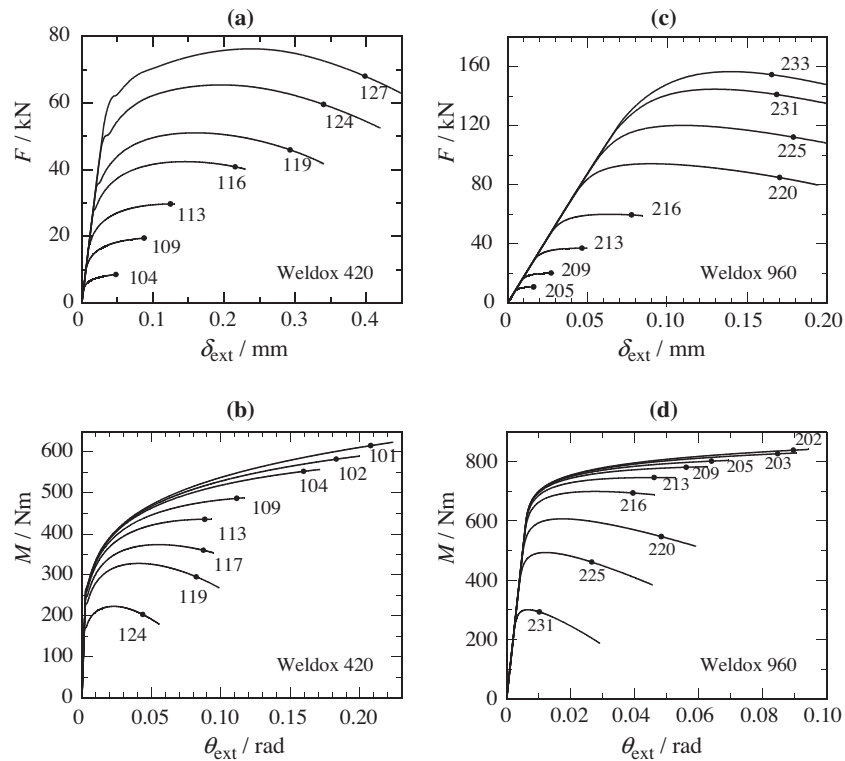 (a)
F / kN
80
60
40
20
0
0 0.1 0.2 0.3 0.4
δext / mm
127
124
119
116
113
109
104
Weldox 420
(c)
F / kN
160
120
80
40
0
0 0.05 0.10 0.15 0.20
δext / mm
233
231
225
220
216
213
209
205
Weldox 960
(b)
M / Nm
600
500
400
300
200
100
0
0 0.05 0.10 0.15 0.20
θext / rad
101
102
104
109
113
117
119
124
Weldox 420
(d)
M / Nm
800
600
400
200
0
0 0.02 0.04 0.06 0.08 0.10
θext / rad
202
203
205
209
213
216
220
225
231
Weldox 960